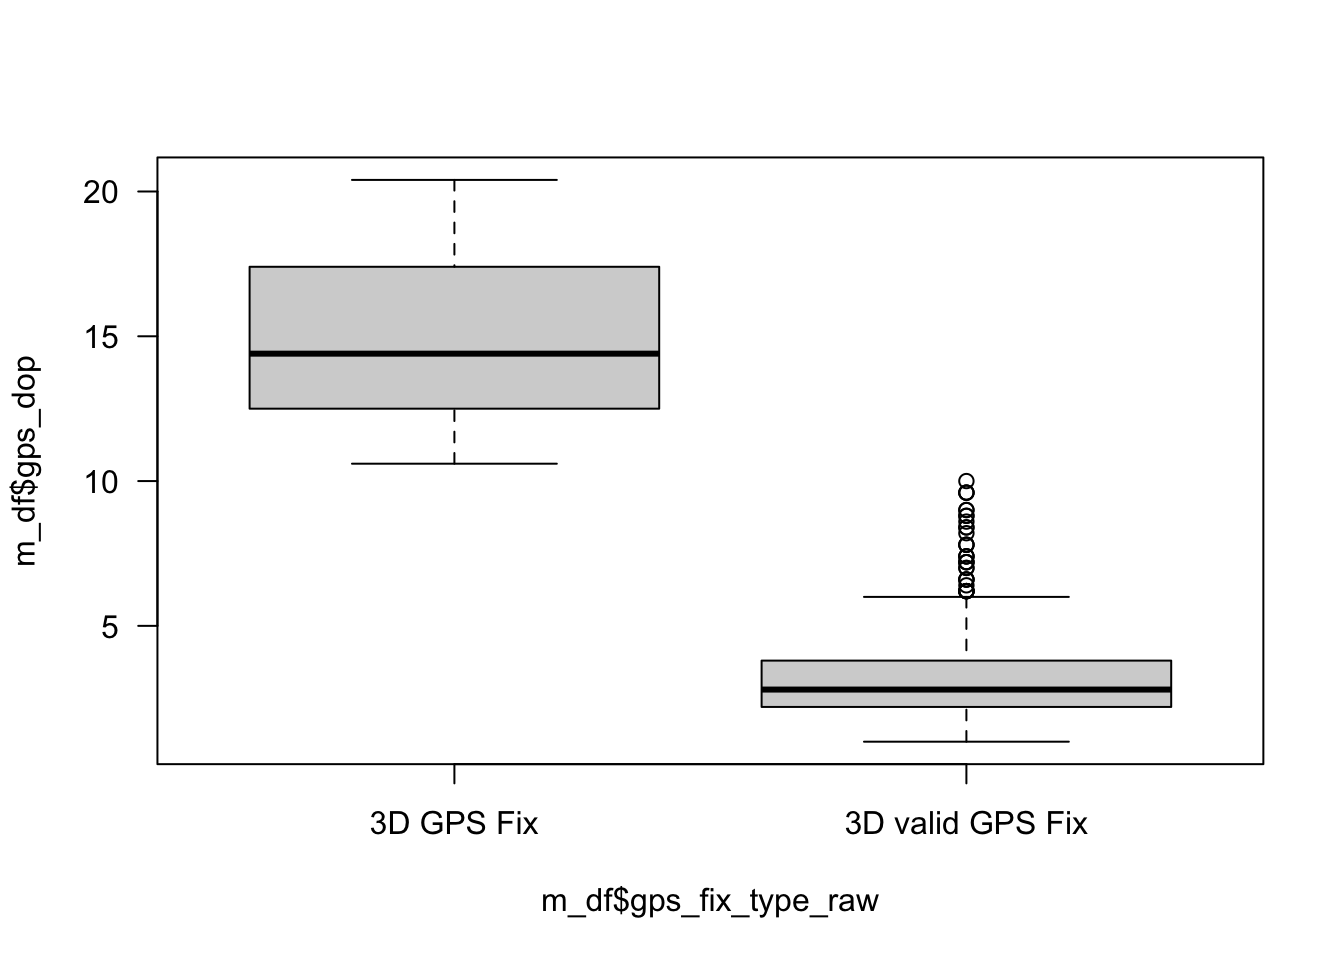 20
15
10
5
m_df$gps_dop
3D GPS Fix
3D valid GPS Fix
m_df$gps_fix_type_raw